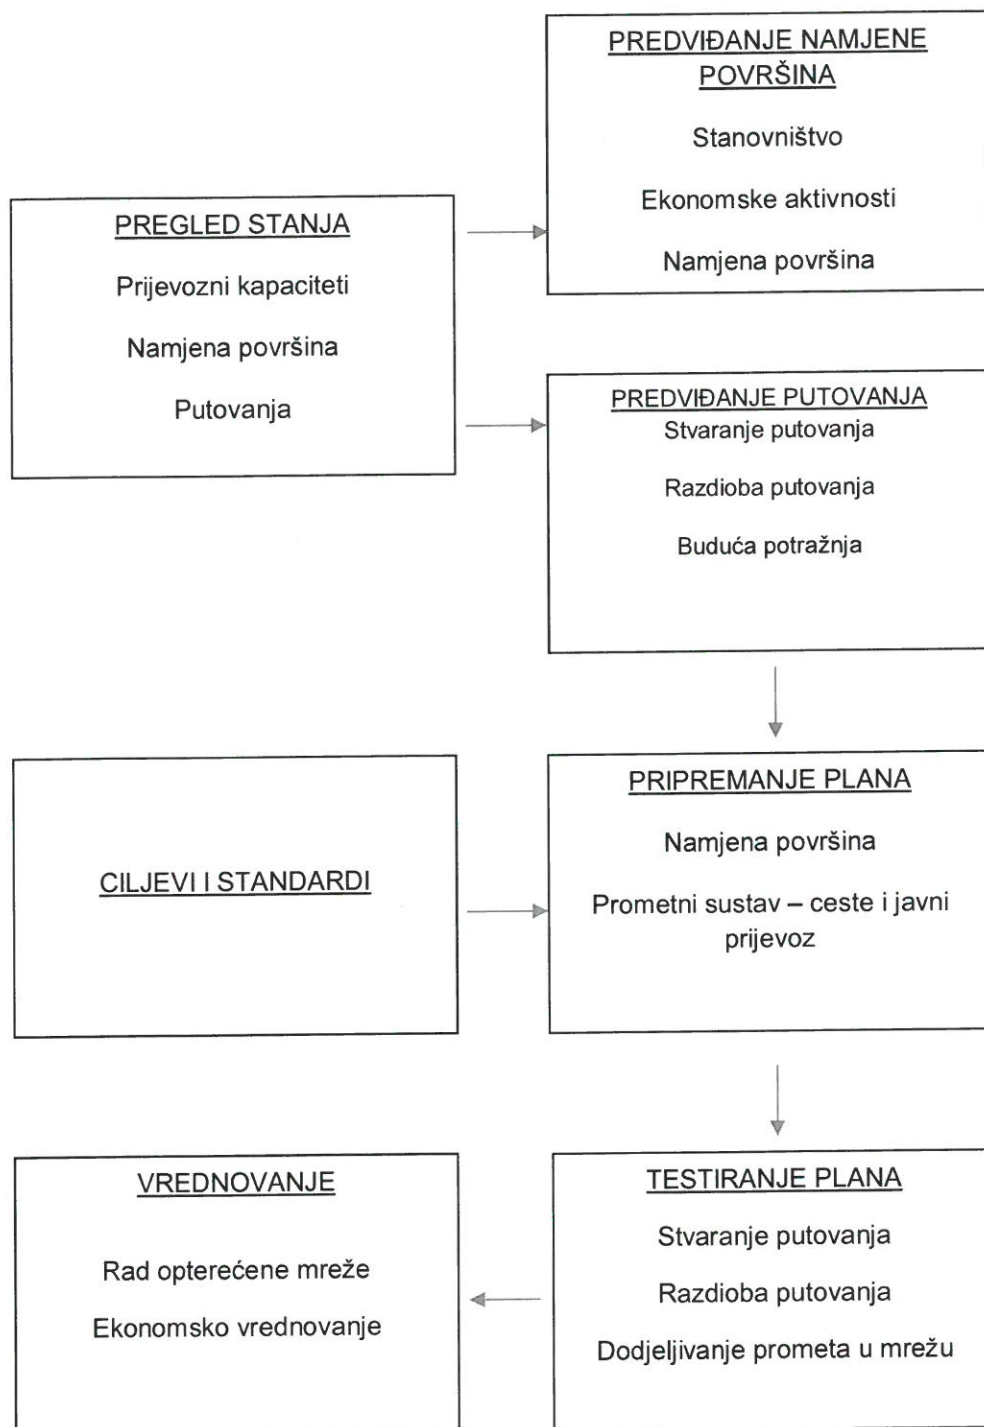 PREDVIĐANJE NAMJENE
POVRŠINA
Stanovništvo
Ekonomske aktivnosti
Namjena površina
PREGLED STANJA
Prijevozni kapaciteti
Namjena površina
Putovanja
PREDVIĐANJE PUTOVANJA
Stvaranje putovanja
Razdioba putovanja
Buduća potražnja
CILJEVI I STANDARDI
PRIPREMANJE PLANA
Namjena površina
Prometni sustav – ceste i javni
prijevoz
VREDNOVANJE
Rad opterećene mreže
Ekonomsko vrednovanje
TESTIRANJE PLANA
Stvaranje putovanja
Razdioba putovanja
Dodjeljivanje prometa u mrežu